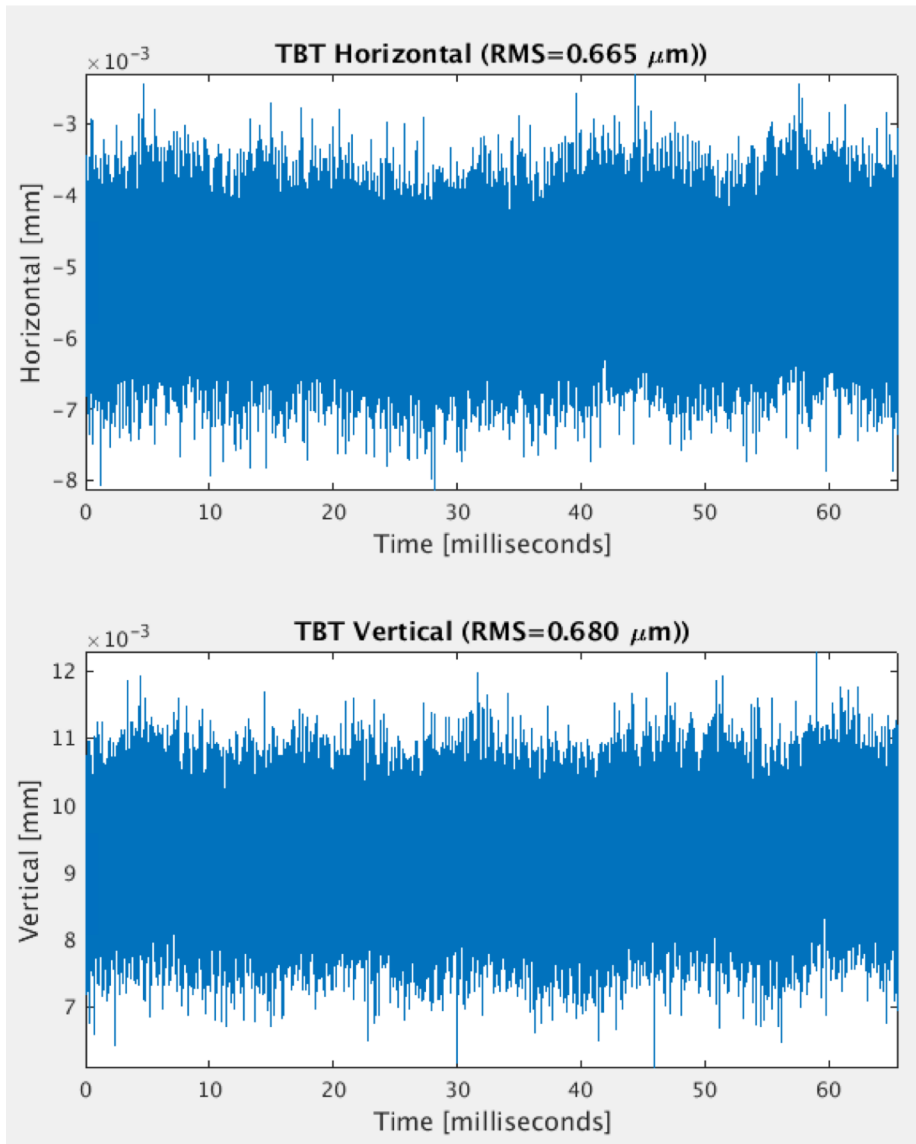 TBT Horizontal (RMS=0.665 μm))
×10⁻³
-3
-4
-5
-6
-7
-8
Horizontal [mm]
0 10 20 30 40 50 60
Time [milliseconds]
TBT Vertical (RMS=0.680 μm))
×10⁻³
12
11
10
9
8
7
Vertical [mm]
0 10 20 30 40 50 60
Time [milliseconds]